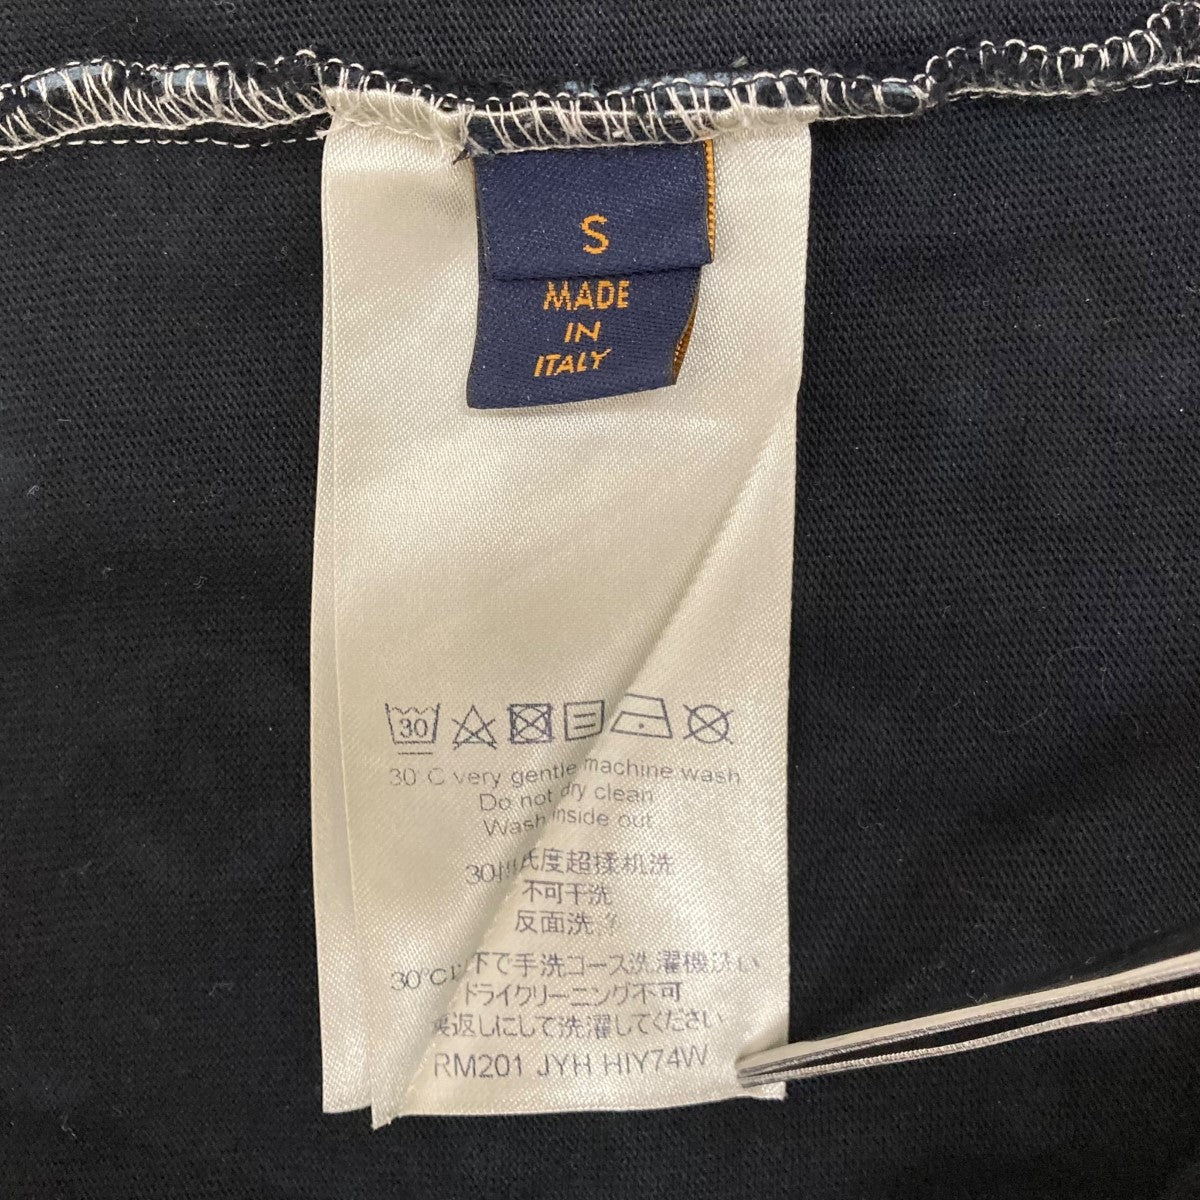 S
MADE
IN
ITALY
30
30°C very gentle machine wash
Do not dry clean
Wash inside out
氏度超揉机洗
不可干洗
反面洗
30°C以下で手洗コース洗濯機洗い
ドライクリーニング不可
裏返しにして洗濯してください
RM201 JYH HIY74W